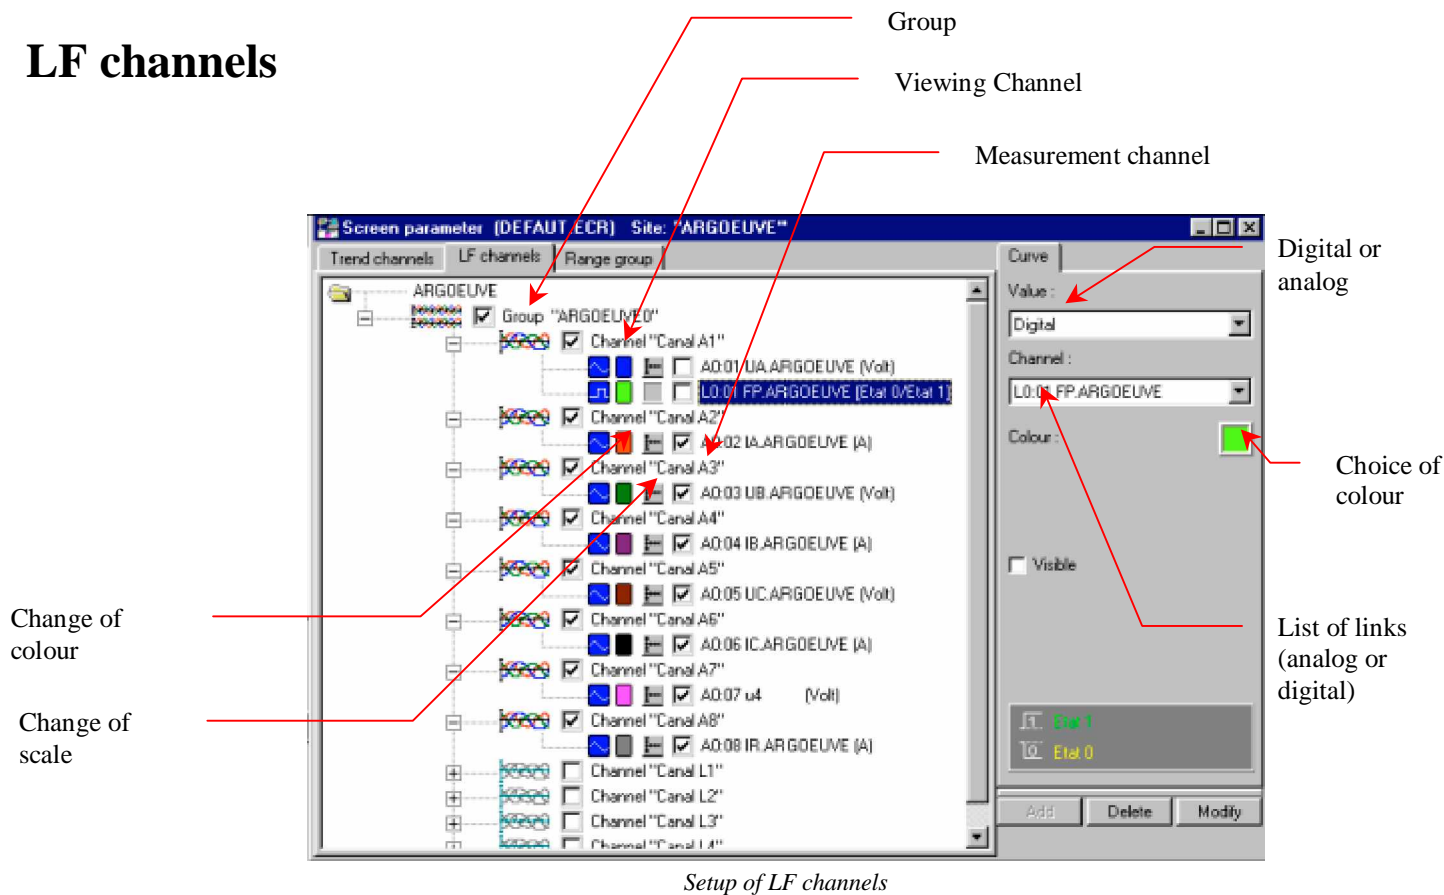 Group
LF channels
Viewing Channel
Measurement channel
Screen parameter (DEFAUT.ECR) Site: "ARGOEUVE"
Trend channels LF channels Range group
Curve
Digital or
analog
ARGOEUVE
Group "ARGOEUVE0"
Channel "Canal.A1"
A0:01 UA.ARGOEUVE (Volt)
L0:01 FP.ARGOEUVE (Etat 0/Etat 1)
Channel "Canal.A2"
A0:02 IA.ARGOEUVE (A)
Channel "Canal.A3"
A0:03 UB.ARGOEUVE (Volt)
Channel "Canal.A4"
A0:04 IB.ARGOEUVE (A)
Channel "Canal.A5"
A0:05 UC.ARGOEUVE (Volt)
Channel "Canal.A6"
A0:06 IC.ARGOEUVE (A)
Channel "Canal.A7"
A0:07 u4 (Volt)
Channel "Canal.A8"
A0:08 IR.ARGOEUVE (A)
Channel "Canal L1"
Channel "Canal L2"
Channel "Canal L3"
Channel "Canal L4"
Value :
Digital
Channel :
L0:01 FP.ARGOEUVE
Colour :
Visible
1 Etat 1
0 Etat 0
Add Delete Modify
Choice of
colour
List of links
(analog or
digital)
Change of
colour
Change of
scale
Setup of LF channels